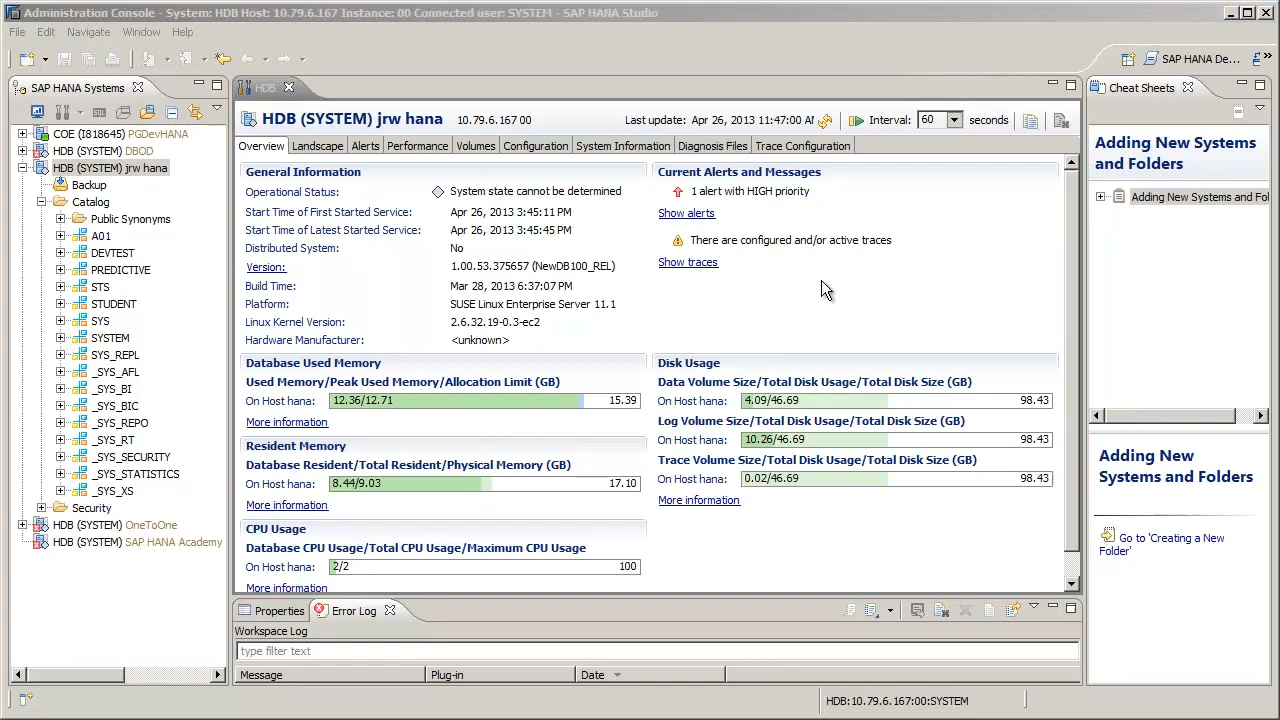 Administration Console - System: HDB Host: 10.79.6.167 Instance: 00 Connected user: SYSTEM - SAP HANA Studio
File Edit Navigate Window Help
SAP HANA De...
SAP HANA Systems
COE (I818645) PGDevHANA
HDB (SYSTEM) DBOD
HDB (SYSTEM) jrw hana
Backup
Catalog
Public Synonyms
A01
DEVTEST
PREDICTIVE
STS
STUDENT
SYS
SYSTEM
SYS_REPL
_SYS_AFL
_SYS_BI
_SYS_BIC
_SYS_REPO
_SYS_RT
_SYS_SECURITY
_SYS_STATISTICS
_SYS_XS
Security
HDB (SYSTEM) OneToOne
HDB (SYSTEM) SAP HANA Academy
HDB
HDB (SYSTEM) jrw hana 10.79.6.167 00
Last update: Apr 26, 2013 11:47:00 AM
Interval: 60 seconds
Overview Landscape Alerts Performance Volumes Configuration System Information Diagnosis Files Trace Configuration
General Information
Operational Status: System state cannot be determined
Start Time of First Started Service: Apr 26, 2013 3:45:11 PM
Start Time of Latest Started Service: Apr 26, 2013 3:45:45 PM
Distributed System: No
Version: 1.00.53.375657 (NewDB100_REL)
Build Time: Mar 28, 2013 6:37:07 PM
Platform: SUSE Linux Enterprise Server 11.1
Linux Kernel Version: 2.6.32.19-0.3-ec2
Hardware Manufacturer: <unknown>
Current Alerts and Messages
1 alert with HIGH priority
Show alerts
There are configured and/or active traces
Show traces
Database Used Memory
Used Memory/Peak Used Memory/Allocation Limit (GB)
On Host hana: 12.36/12.71 15.39
More information
Resident Memory
Database Resident/Total Resident/Physical Memory (GB)
On Host hana: 8.44/9.03 17.10
More information
CPU Usage
Database CPU Usage/Total CPU Usage/Maximum CPU Usage
On Host hana: 2/2 100
More information
Disk Usage
Data Volume Size/Total Disk Usage/Total Disk Size (GB)
On Host hana: 4.09/46.69 98.43
Log Volume Size/Total Disk Usage/Total Disk Size (GB)
On Host hana: 10.26/46.69 98.43
Trace Volume Size/Total Disk Usage/Total Disk Size (GB)
On Host hana: 0.02/46.69 98.43
More information
Properties Error Log
Workspace Log
type filter text
Message Plug-in Date
Cheat Sheets
Adding New Systems
and Folders
Adding New Systems and Fol
Adding New
Systems and Folders
Go to 'Creating a New
Folder'
HDB:10.79.6.167:00:SYSTEM